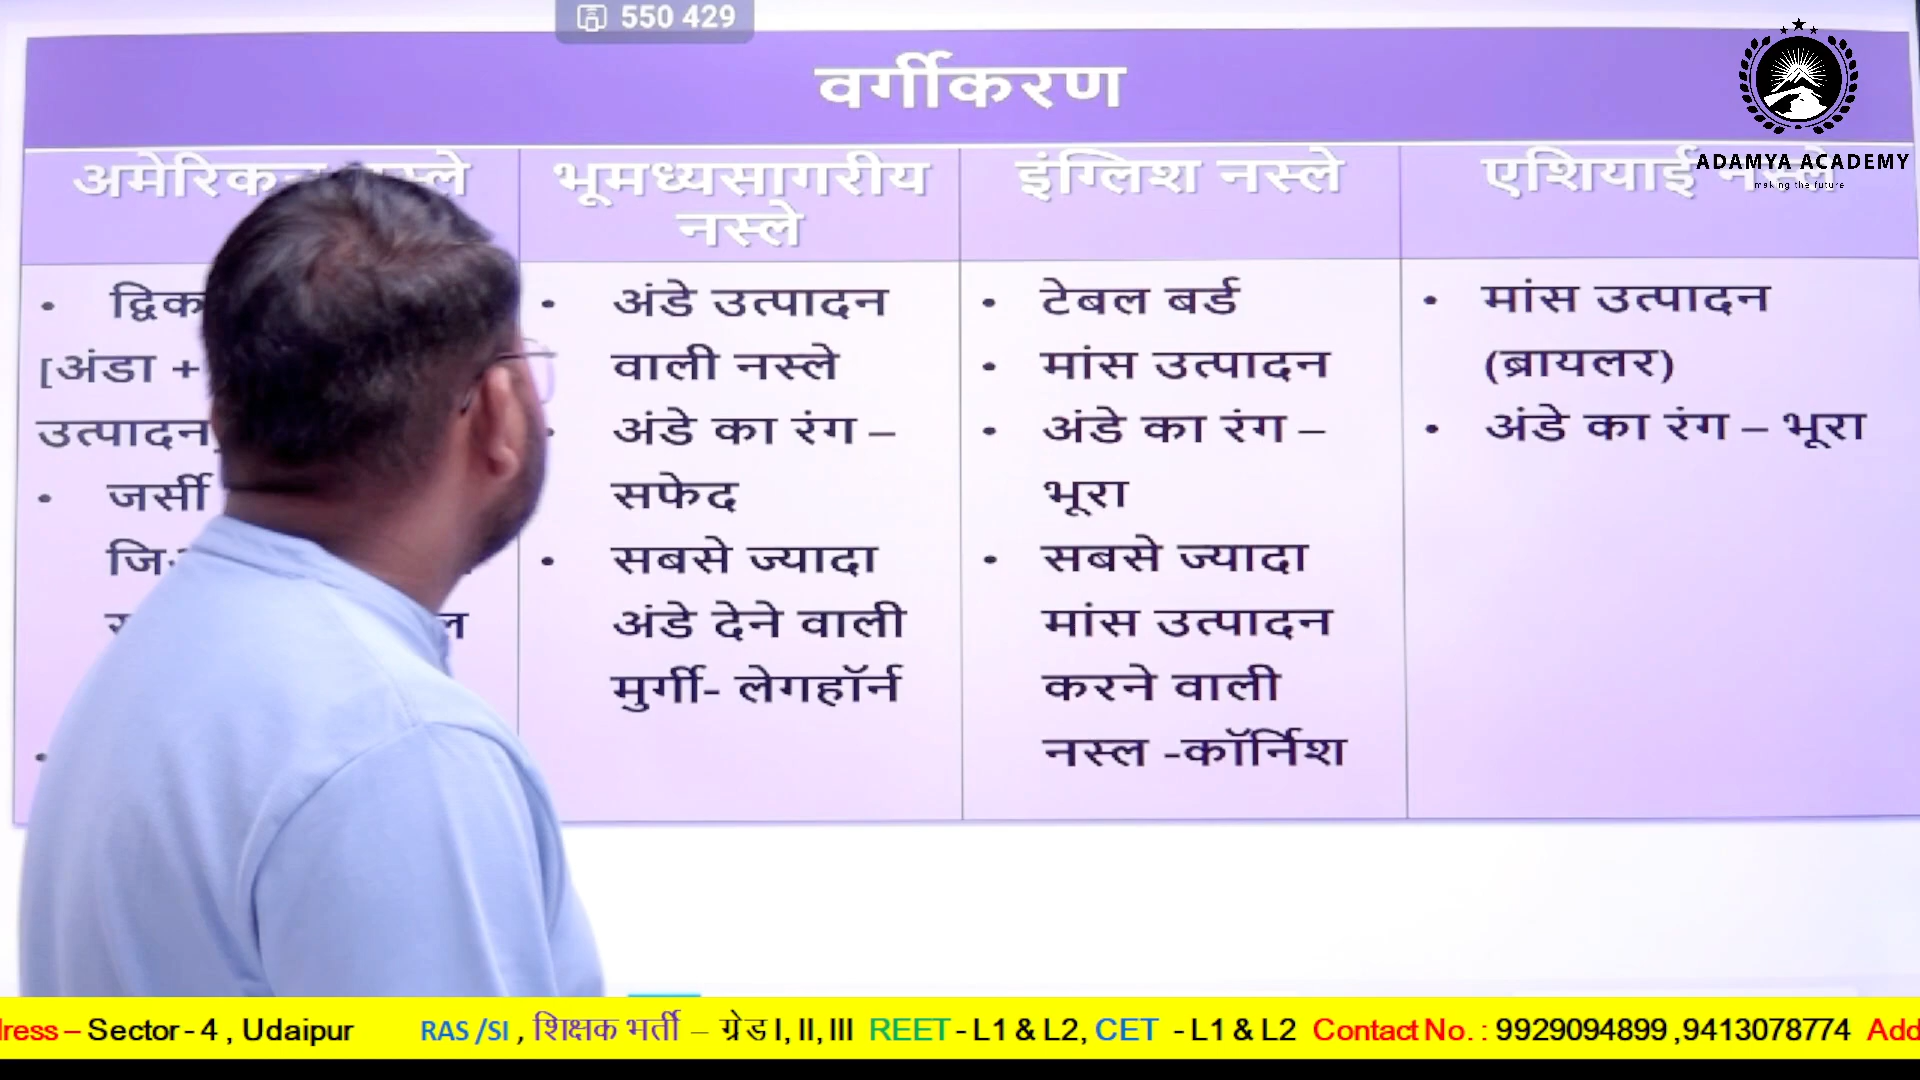 550 429
वर्गीकरण
ADAMYA ACADEMY
making the future
भूमध्यसागरीय
नस्ले
इंग्लिश नस्ले
एशियाई नस्ले
[अंडा +
उत्पादन
• जर्सी
• अंडे उत्पादन
वाली नस्ले
• अंडे का रंग –
सफेद
• सबसे ज्यादा
अंडे देने वाली
मुर्गी- लेगहॉर्न
• टेबल बर्ड
• मांस उत्पादन
• अंडे का रंग –
भूरा
• सबसे ज्यादा
मांस उत्पादन
करने वाली
नस्ल -कॉर्निश
• मांस उत्पादन
(ब्रायलर)
• अंडे का रंग – भूरा
Sector - 4 , Udaipur RAS /SI , शिक्षक भर्ती – ग्रेड I, II, III REET - L1 & L2, CET - L1 & L2 Contact No. : 9929094899 ,9413078774